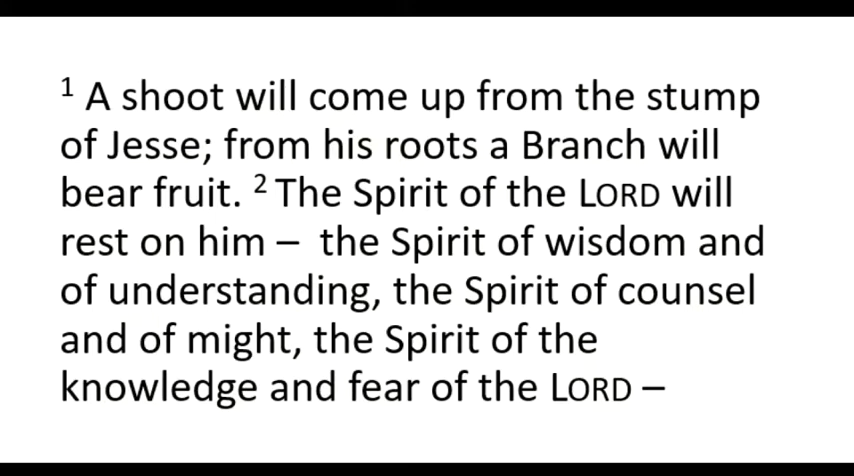 ¹ A shoot will come up from the stump
of Jesse; from his roots a Branch will
bear fruit. ² The Spirit of the LORD will
rest on him – the Spirit of wisdom and
of understanding, the Spirit of counsel
and of might, the Spirit of the
knowledge and fear of the LORD –